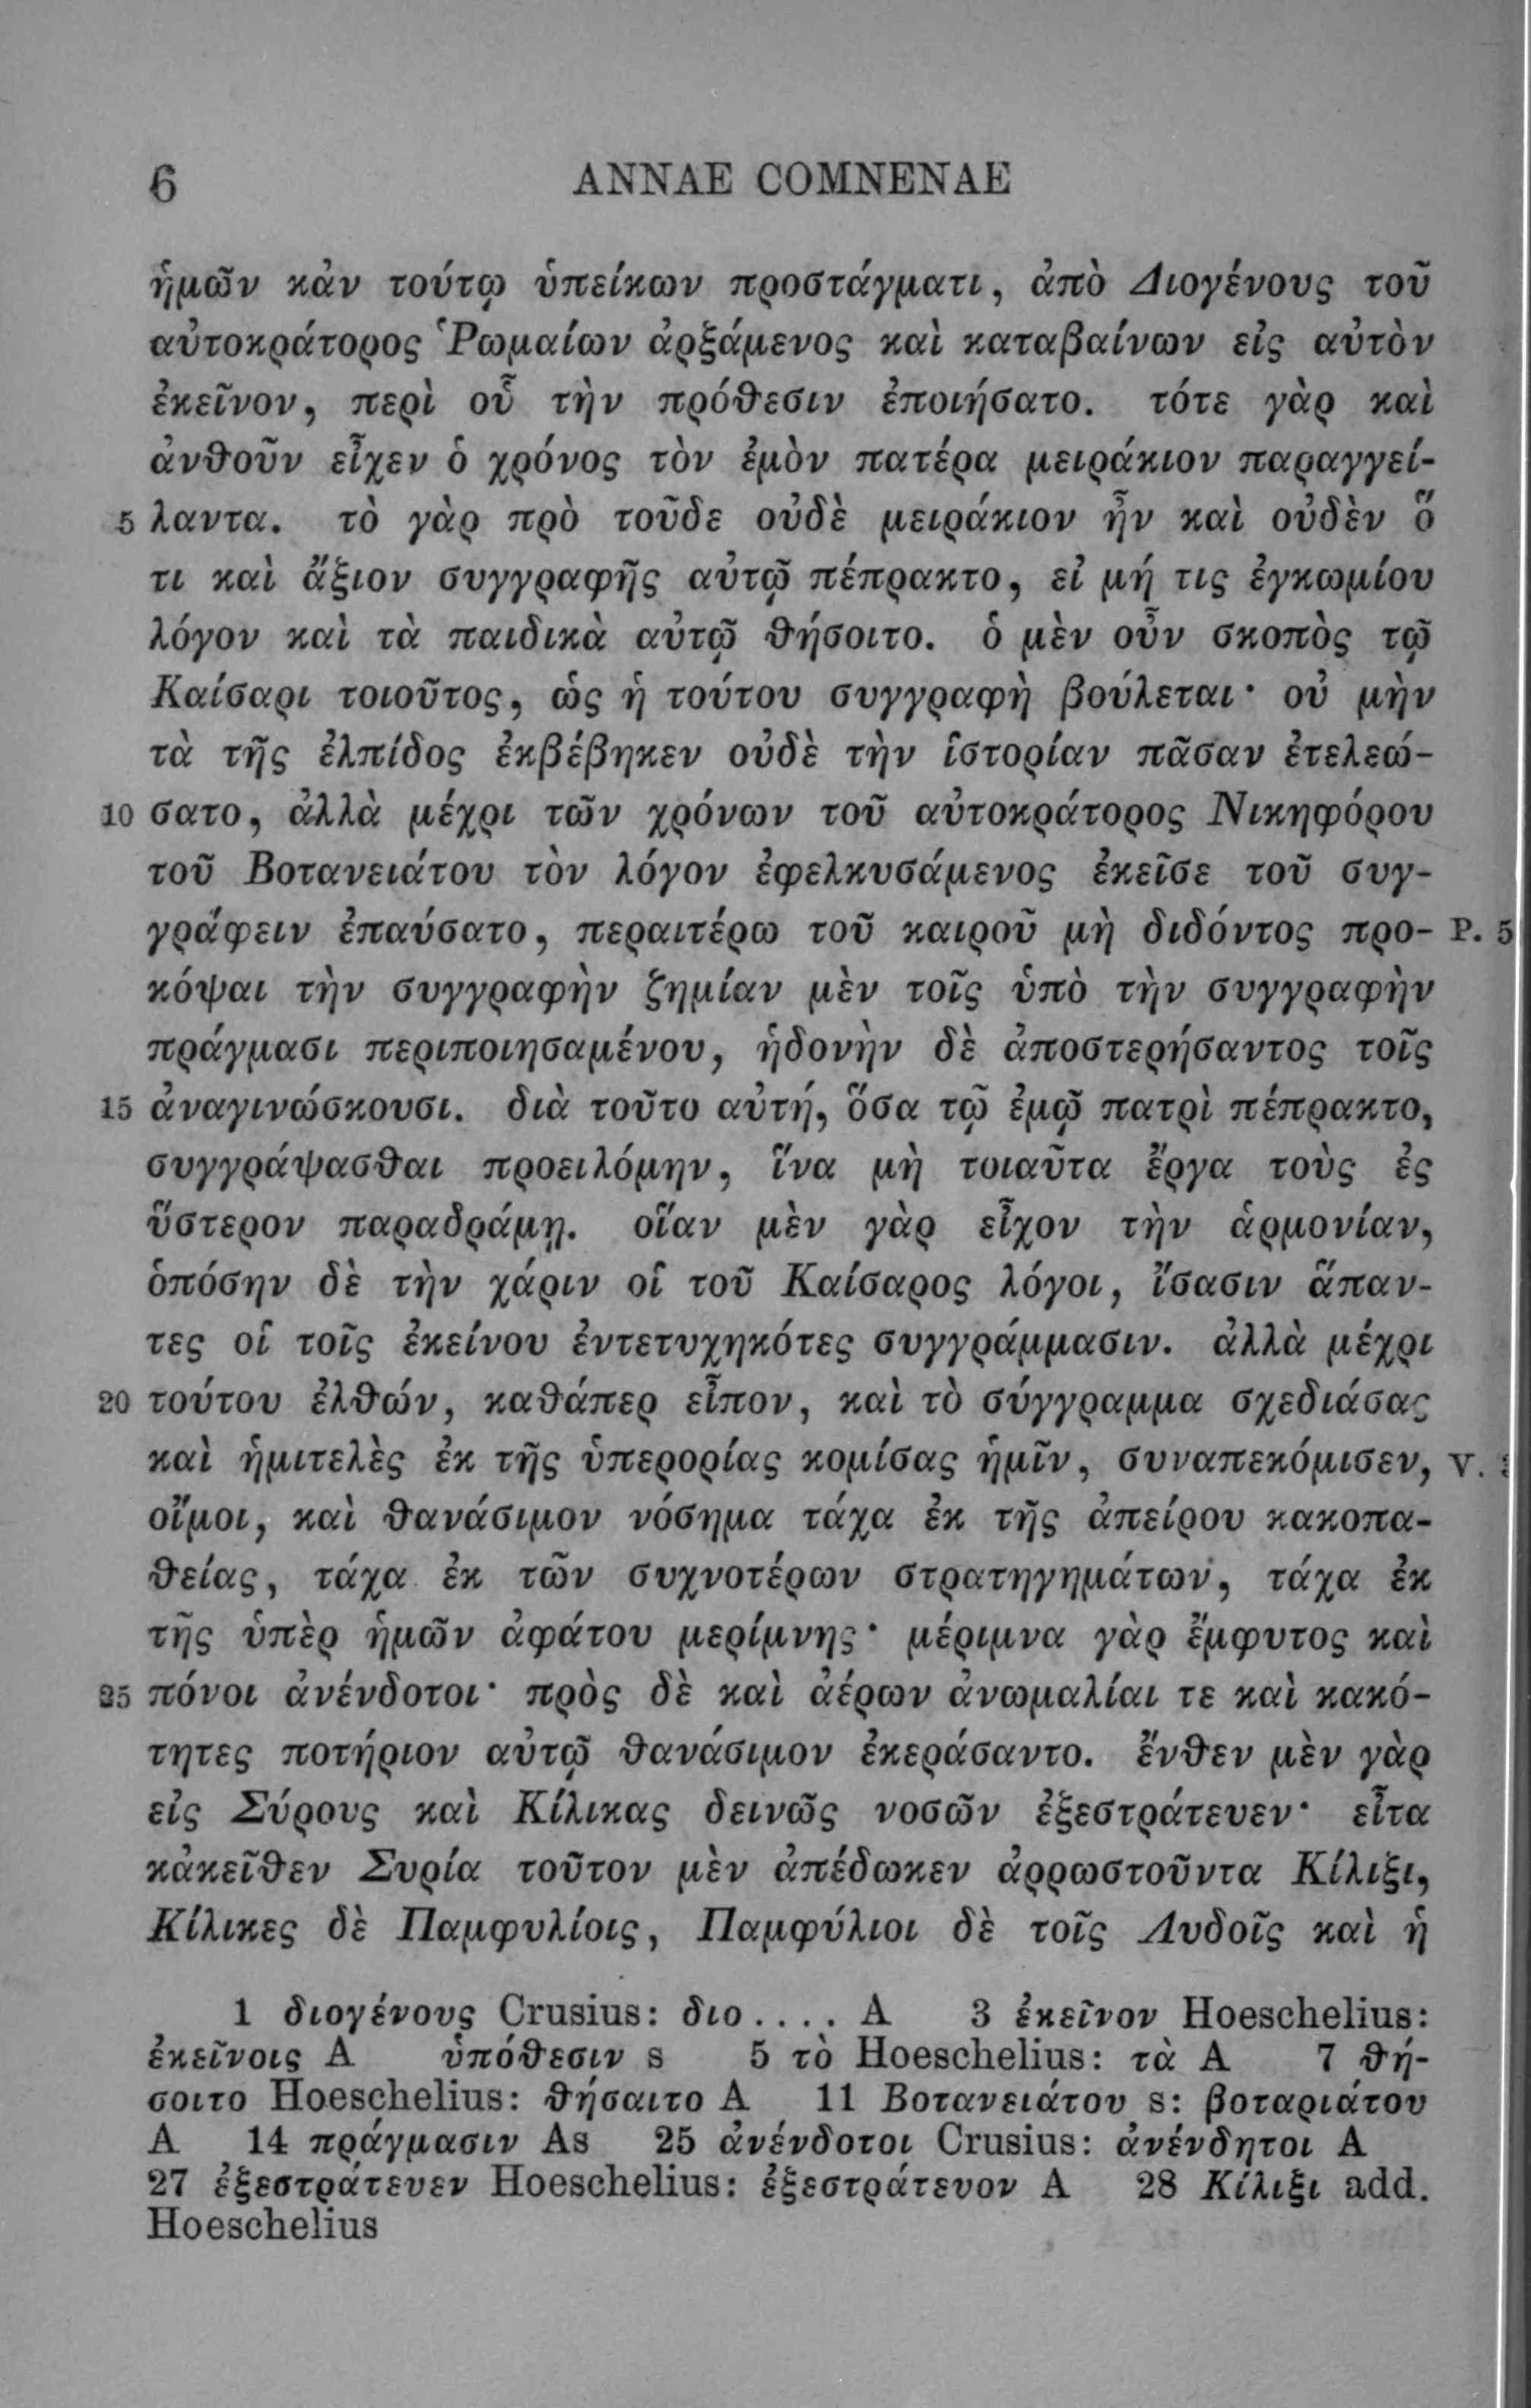 6 ANNAE COMNENAE
ἡμῶν κἀν τούτῳ ὑπείκων προστάγματι, ἀπὸ Διογένους τοῦ
αὐτοκράτορος Ῥωμαίων ἀρξάμενος καὶ καταβαίνων εἰς αὐτὸν
ἐκεῖνον, περὶ οὗ τὴν πρόθεσιν ἐποιήσατο. τότε γὰρ καὶ
ἀνθοῦν εἶχεν ὁ χρόνος τὸν ἐμὸν πατέρα μειράκιον παραγγεί-
5 λαντα. τὸ γὰρ πρὸ τοῦδε οὐδὲ μειράκιον ἦν καὶ οὐδὲν ὅ
τι καὶ ἄξιον συγγραφῆς αὐτῷ πέπρακτο, εἰ μή τις ἐγκωμίου
λόγον καὶ τὰ παιδικὰ αὐτῷ θήσοιτο. ὁ μὲν οὖν σκοπὸς τῷ
Καίσαρι τοιοῦτος, ὡς ἡ τούτου συγγραφὴ βούλεται· οὐ μὴν
τὰ τῆς ἐλπίδος ἐκβέβηκεν οὐδὲ τὴν ἱστορίαν πᾶσαν ἐτελεώ-
10 σατο, ἀλλὰ μέχρι τῶν χρόνων τοῦ αὐτοκράτορος Νικηφόρου
τοῦ Βοτανειάτου τὸν λόγον ἐφελκυσάμενος ἐκεῖσε τοῦ συγ-
γράφειν ἐπαύσατο, περαιτέρω τοῦ καιροῦ μὴ διδόντος προ- P. 5
κόψαι τὴν συγγραφὴν ζημίαν μὲν τοῖς ὑπὸ τὴν συγγραφὴν
πράγμασι περιποιησαμένου, ἡδονὴν δὲ ἀποστερήσαντος τοῖς
15 ἀναγινώσκουσι. διὰ τοῦτο αὐτή, ὅσα τῷ ἐμῷ πατρὶ πέπρακτο,
συγγράψασθαι προειλόμην, ἵνα μὴ τοιαῦτα ἔργα τοὺς ἐς
ὕστερον παραδράμῃ. οἵαν μὲν γὰρ εἶχον τὴν ἁρμονίαν,
ὁπόσην δὲ τὴν χάριν οἱ τοῦ Καίσαρος λόγοι, ἴσασιν ἅπαν-
τες οἱ τοῖς ἐκείνου ἐντετυχηκότες συγγράμμασιν. ἀλλὰ μέχρι
20 τούτου ἐλθών, καθάπερ εἶπον, καὶ τὸ σύγγραμμα σχεδιάσας
καὶ ἡμιτελὲς ἐκ τῆς ὑπερορίας κομίσας ἡμῖν, συναπεκόμισεν, V.
οἴμοι, καὶ θανάσιμον νόσημα τάχα ἐκ τῆς ἀπείρου κακοπα-
θείας, τάχα ἐκ τῶν συχνοτέρων στρατηγημάτων, τάχα ἐκ
τῆς ὑπὲρ ἡμῶν ἀφάτου μερίμνης· μέριμνα γὰρ ἔμφυτος καὶ
25 πόνοι ἀνένδοτοι· πρὸς δὲ καὶ ἀέρων ἀνωμαλίαι τε καὶ κακό-
τητες ποτήριον αὐτῷ θανάσιμον ἐκεράσαντο. ἔνθεν μὲν γὰρ
εἰς Σύρους καὶ Κίλικας δεινῶς νοσῶν ἐξεστράτευεν· εἶτα
κἀκεῖθεν Συρία τοῦτον μὲν ἀπέδωκεν ἀρρωστοῦντα Κίλιξι,
Κίλικες δὲ Παμφυλίοις, Παμφύλιοι δὲ τοῖς Λυδοῖς καὶ ἡ
1 διογένους Crusius: διο.... A 3 ἐκεῖνον Hoeschelius:
ἐκεῖνοις A ὑπόθεσιν s 5 τὸ Hoeschelius: τὰ A 7 θή-
σοιτο Hoeschelius: θήσαιτο A 11 Βοτανειάτου s: βοταριάτου
A 14 πράγμασιν As 25 ἀνένδοτοι Crusius: ἀνένδητοι A
27 ἐξεστράτευεν Hoeschelius: ἐξεστράτευον A 28 Κίλιξι add.
Hoeschelius